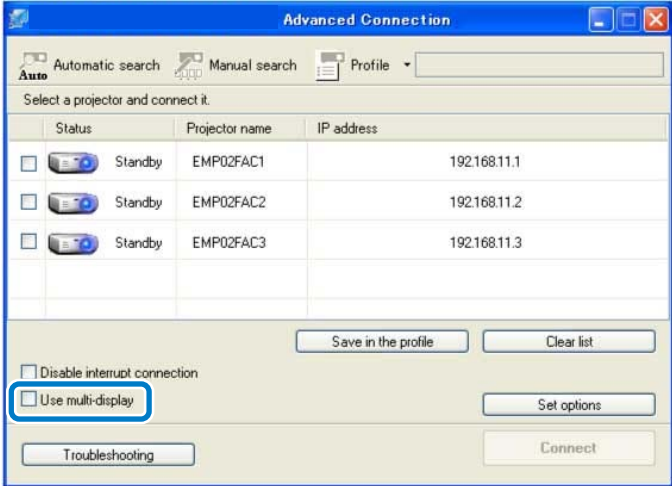 Advanced Connection
Auto Automatic search Manual search Profile
Select a projector and connect it.
Status Projector name IP address
Standby EMP02FAC1 192.168.11.1
Standby EMP02FAC2 192.168.11.2
Standby EMP02FAC3 192.168.11.3
Save in the profile Clear list
Disable interrupt connection
Use multi-display Set options
Troubleshooting Connect